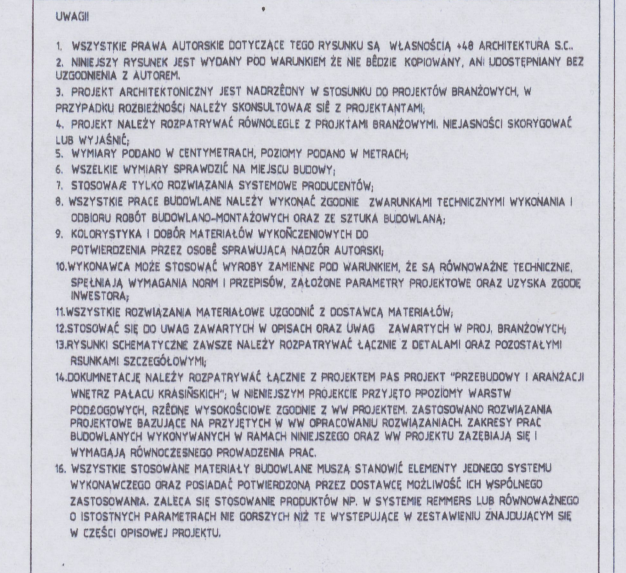 UWAGI!
1. WSZYSTKIE PRAWA AUTORSKIE DOTYCZĄCE TEGO RYSUNKU SĄ WŁASNOŚCIĄ +48 ARCHITEKTURA S.C..
2. NINIEJSZY RYSUNEK JEST WYDANY POD WARUNKIEM ŻE NIE BĘDZIE KOPIOWANY, ANI UDOSTĘPNIANY BEZ
UZGODNIENIA Z AUTOREM.
3. PROJEKT ARCHITEKTONICZNY JEST NADRZĘDNY W STOSUNKU DO PROJEKTÓW BRANŻOWYCH, W
PRZYPADKU ROZBIEŻNOŚCI NALEŻY SKONSULTOWAÆ SIÊ Z PROJEKTANTAMI;
4. PROJEKT NALEŻY ROZPATRYWAĆ RÓWNOLEGLE Z PROJKTAMI BRANŻOWYMI. NIEJASNOŚCI SKORYGOWAĆ
LUB WYJAŚNIĆ;
5. WYMIARY PODANO W CENTYMETRACH, POZIOMY PODANO W METRACH;
6. WSZELKIE WYMIARY SPRAWDZIĆ NA MIEJSCU BUDOWY;
7. STOSOWAÆ TYLKO ROZWIĄZANIA SYSTEMOWE PRODUCENTÓW;
8. WSZYSTKIE PRACE BUDOWLANE NALEŻY WYKONAĆ ZGODNIE ZWARUNKAMI TECHNICZNYMI WYKONANIA I
ODBIORU ROBÓT BUDOWLANO-MONTAŻOWYCH ORAZ ZE SZTUKA BUDOWLANĄ;
9. KOLORYSTYKA I DOBÓR MATERIAŁÓW WYKOŃCZENIOWYCH DO
POTWIERDZENIA PRZEZ OSOBÊ SPRAWUJĄCĄ NADZÓR AUTORSKI;
10.WYKONAWCA MOŻE STOSOWAĆ WYROBY ZAMIENNE POD WARUNKIEM, ŻE SĄ RÓWNOWAŻNE TECHNICZNIE,
SPEŁNIAJĄ WYMAGANIA NORM I PRZEPISÓW, ZAŁOŻONE PARAMETRY PROJEKTOWE ORAZ UZYSKA ZGODĘ
INWESTORA;
11.WSZYSTKIE ROZWIĄZANIA MATERIAŁOWE UZGODNIĆ Z DOSTAWCĄ MATERIAŁÓW;
12.STOSOWAĆ SIĘ DO UWAG ZAWARTYCH W OPISACH ORAZ UWAG ZAWARTYCH W PROJ. BRANŻOWYCH;
13.RYSUNKI SCHEMATYCZNE ZAWSZE NALEŻY ROZPATRYWAĆ ŁĄCZNIE Z DETALAMI ORAZ POZOSTAŁYMI
RSUNKAMI SZCZEGÓŁOWYMI;
14.DOKUMNETACJĘ NALEŻY ROZPATRYWAĆ ŁĄCZNIE Z PROJEKTEM PAS PROJEKT "PRZEBUDOWY I ARANŻACJI
WNĘTRZ PAŁACU KRASIŃSKICH"; W NIENIEJSZYM PROJEKCIE PRZYJĘTO PPOZIOMY WARSTW
POD£OGOWYCH, RZĘDNE WYSOKOŚCIOWE ZGODNIE Z WW PROJEKTEM. ZASTOSOWANO ROZWIĄZANIA
PROJEKTOWE BAZUJĄCE NA PRZYJĘTYCH W WW OPRACOWANIU ROZWIĄZANIACH. ZAKRESY PRAC
BUDOWLANYCH WYKONYWANYCH W RAMACH NINIEJSZEGO ORAZ WW PROJEKTU ZAZĘBIAJĄ SIĘ I
WYMAGAJĄ RÓWNOCZESNEGO PROWADZENIA PRAC.
16. WSZYSTKIE STOSOWANE MATERIAŁY BUDOWLANE MUSZĄ STANOWIĆ ELEMENTY JEDNEGO SYSTEMU
WYKONAWCZEGO ORAZ POSIADAĆ POTWIERDZONĄ PRZEZ DOSTAWCĘ MOŻLIWOŚĆ ICH WSPÓLNEGO
ZASTOSOWANIA. ZALECA SIĘ STOSOWANIE PRODUKTÓW NP. W SYSTEMIE REMMERS LUB RÓWNOWAŻNEGO
O ISTOSTNYCH PARAMETRACH NIE GORSZYCH NIŻ TE WYSTEPUJĄCE W ZESTAWIENIU ZNAJDUJĄCYM SIĘ
W CZĘŚCI OPISOWEJ PROJEKTU.